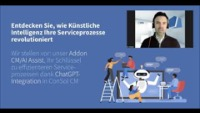 Entdecken Sie, wie Künstliche
Intelligenz Ihre Serviceprozesse
revolutioniert
Wir stellen vor: unser Addon
CM/AI Assist. Ihr Schlüssel
zu effizienteren Service-
prozessen dank ChatGPT-
Integration in ConSol CM